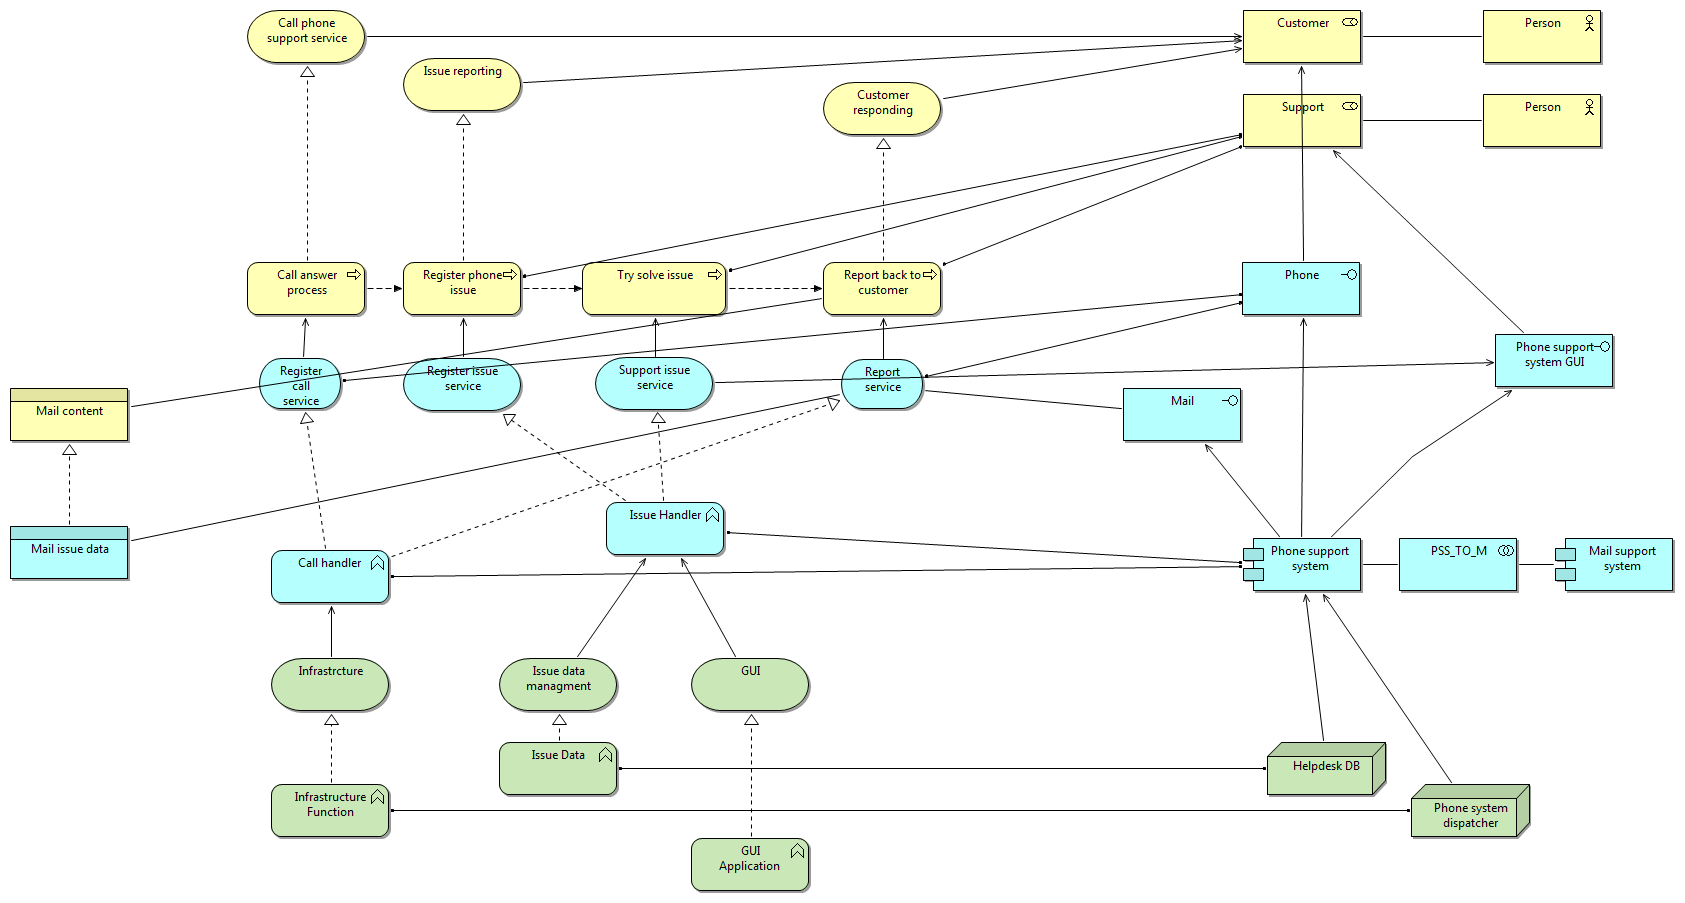 Call phone
support service
Customer
Person
Issue reporting
Customer
responding
Support
Person
Call answer
process
Register phone
issue
Try solve issue
Report back to
customer
Phone
Phone support
system GUI
Register
call
service
Register issue
service
Support issue
service
Report
service
Mail content
Mail
Mail issue data
Issue Handler
Call handler
Phone support
system
PSS_TO_M
Mail support
system
Infrastrcture
Issue data
managment
GUI
Issue Data
Helpdesk DB
Infrastructure
Function
Phone system
dispatcher
GUI
Application